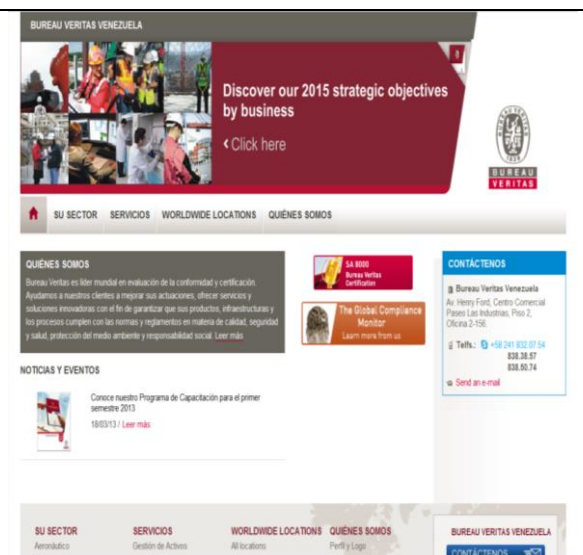 BUREAU VERITAS VENEZUELA
Discover our 2015 strategic objectives
by business
‹ Click here
BUREAU
VERITAS
SU SECTOR SERVICIOS WORLDWIDE LOCATIONS QUIÉNES SOMOS
QUIÉNES SOMOS
Bureau Veritas es líder mundial en evaluación de la conformidad y certificación.
Ayudamos a nuestros clientes a mejorar sus actuaciones, ofrecer servicios y
soluciones innovadoras con el fin de garantizar que sus productos, infraestructuras y
los procesos cumplen con las normas y reglamentos en materia de calidad, seguridad
y salud, protección del medio ambiente y responsabilidad social. Leer más
SA 8000
Bureau Veritas
Certification
The Global Compliance
Monitor
Learn more from us
CONTÁCTENOS
Bureau Veritas Venezuela
Av. Henry Ford, Centro Comercial
Paseo Las Industrias, Piso 2,
Oficina 2-156.
Telfs.: +58 241 832.07.54
838.38.57
838.50.74
Send an e-mail
NOTICIAS Y EVENTOS
Conoce nuestro Programa de Capacitación para el primer
semestre 2013
18/03/13 / Leer más
SU SECTOR SERVICIOS WORLDWIDE LOCATIONS QUIÉNES SOMOS BUREAU VERITAS VENEZUELA
Aeronáutico Gestión de Activos All locations Perfil y Logo CONTÁCTENOS